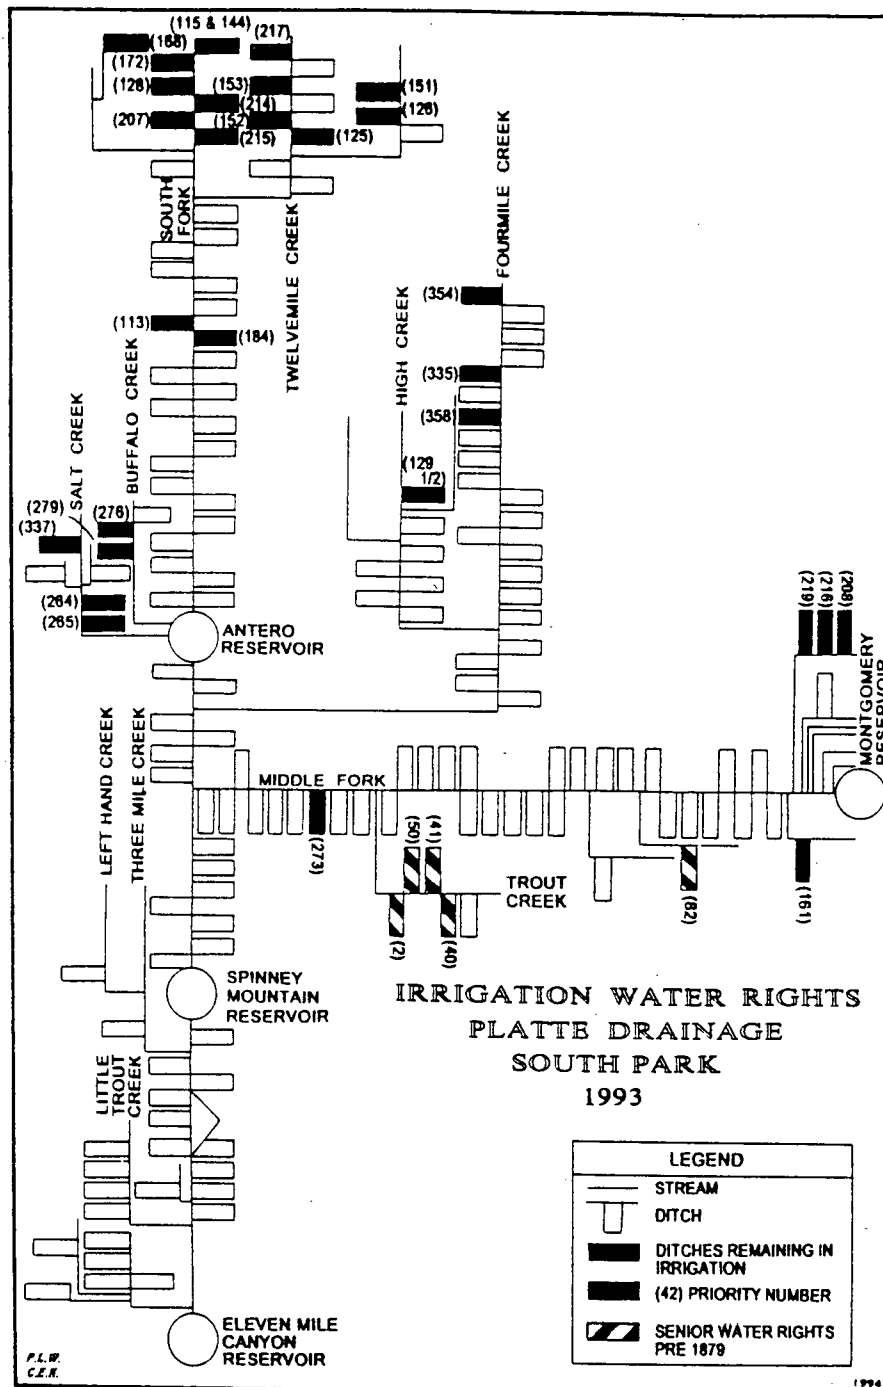 (115 & 144)
(168)
(217)
(172)
(128)
(153)
(151)
(214)
(126)
(207)
(152)
(215)
(125)
SOUTH
FORK
TWELVEMILE CREEK
FOURMILE CREEK
(354)
(113)
(184)
HIGH CREEK
(335)
(358)
SALT CREEK
BUFFALO CREEK
(129
1/2)
(279)
(276)
(337)
(264)
(265)
ANTERO
RESERVOIR
(219)
(216)
(208)
MONTGOMERY
RESERVOIR
LEFT HAND CREEK
THREE MILE CREEK
MIDDLE FORK
(273)
(50)
(41)
TROUT
CREEK
(2)
(40)
(82)
(161)
SPINNEY
MOUNTAIN
RESERVOIR
IRRIGATION WATER RIGHTS
PLATTE DRAINAGE
SOUTH PARK
1993
LITTLE
TROUT
CREEK
LEGEND
STREAM
DITCH
DITCHES REMAINING IN
IRRIGATION
(42) PRIORITY NUMBER
SENIOR WATER RIGHTS
PRE 1879
ELEVEN MILE
CANYON
RESERVOIR
P.L.W.
C.E.H.
1994